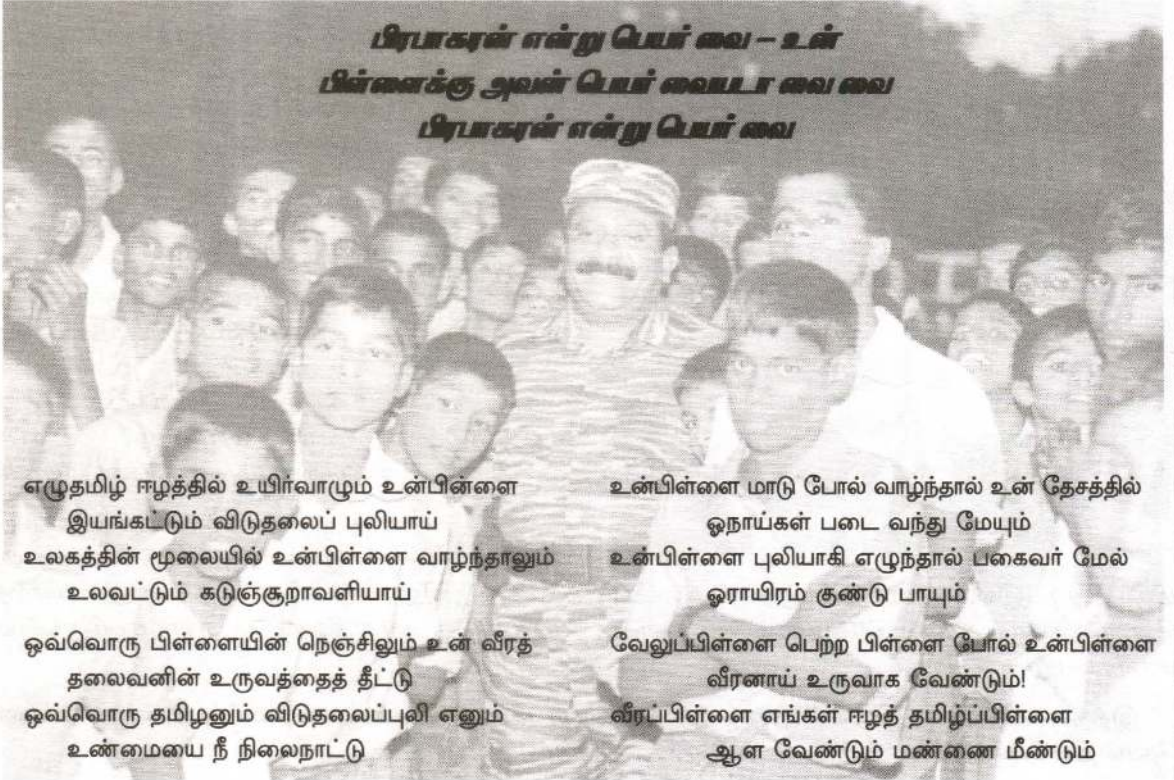 பிரபாகரன் என்று பெயர் வை – உன்
பிள்ளைக்கு அவன் பெயர் வையடா வை வை
பிரபாகரன் என்று பெயர் வை
எழுதமிழ் ஈழத்தில் உயிர்வாழும் உன்பின்ளை
இயங்கட்டும் விடுதலைப் புலியாய்
உலகத்தின் மூலையில் உன்பிள்ளை வாழ்ந்தாலும்
உலவட்டும் கடுஞ்சூறாவளியாய்
ஒவ்வொரு பிள்ளையின் நெஞ்சிலும் உன் வீரத்
தலைவனின் உருவத்தைத் தீட்டு
ஒவ்வொரு தமிழனும் விடுதலைப்புலி எனும்
உண்மையை நீ நிலைநாட்டு
உன்பிள்ளை மாடு போல் வாழ்ந்தால் உன் தேசத்தில்
ஓநாய்கள் படை வந்து மேயும்
உன்பிள்ளை புலியாகி எழுந்தால் பகைவர் மேல்
ஓராயிரம் குண்டு பாயும்
வேலுப்பிள்ளை பெற்ற பிள்ளை போல் உன்பிள்ளை
வீரனாய் உருவாக வேண்டும்!
வீரப்பிள்ளை எங்கள் ஈழத் தமிழ்ப்பிள்ளை
ஆள வேண்டும் மண்ணை மீண்டும்